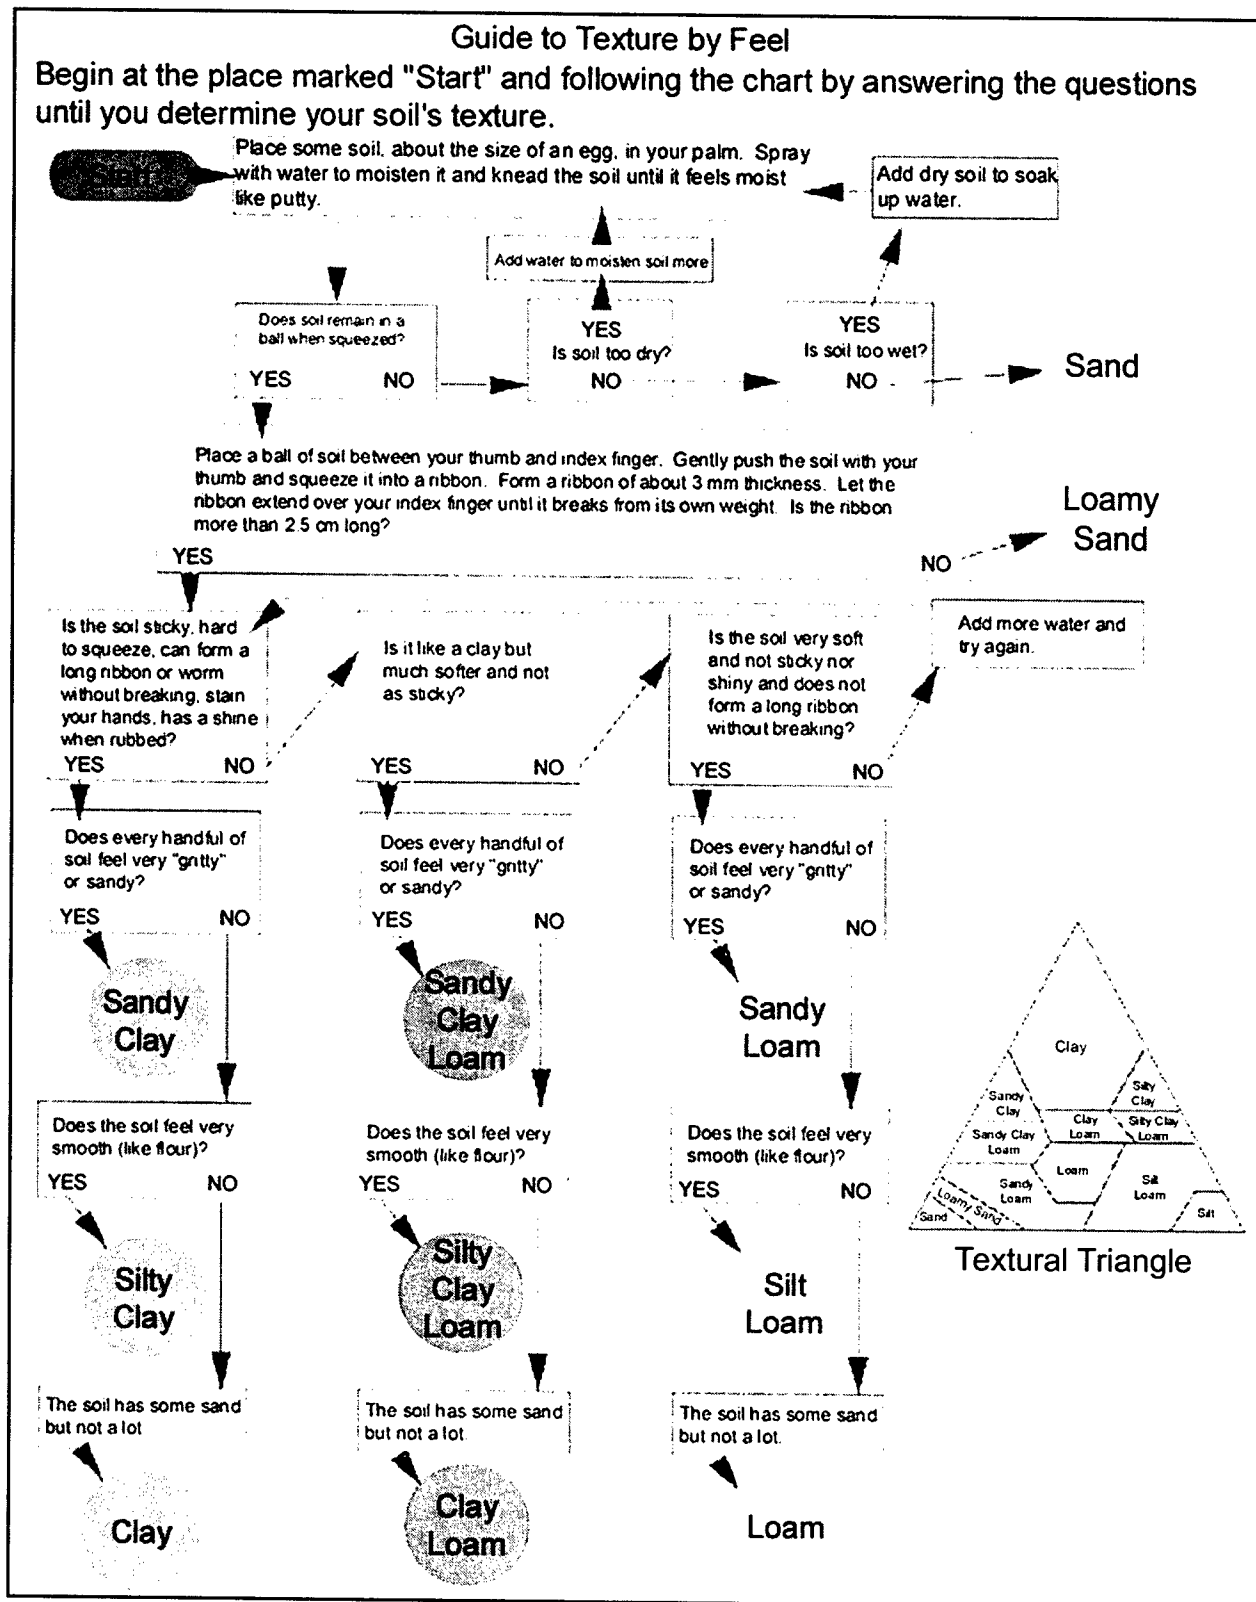 Guide to Texture by Feel
Begin at the place marked "Start" and following the chart by answering the questions
until you determine your soil's texture.
Start
Place some soil, about the size of an egg, in your palm. Spray
with water to moisten it and knead the soil until it feels moist
like putty.
Add dry soil to soak
up water.
Add water to moisten soil more
Does soil remain in a
ball when squeezed?
YES NO
YES
Is soil too dry?
NO
YES
Is soil too wet?
NO
Sand
Place a ball of soil between your thumb and index finger. Gently push the soil with your
thumb and squeeze it into a ribbon. Form a ribbon of about 3 mm thickness. Let the
ribbon extend over your index finger until it breaks from its own weight. Is the ribbon
more than 2.5 cm long?
YES NO
Loamy
Sand
Is the soil sticky, hard
to squeeze, can form a
long ribbon or worm
without breaking, stain
your hands, has a shine
when rubbed?
YES NO
Is it like a clay but
much softer and not
as sticky?
YES NO
Is the soil very soft
and not sticky nor
shiny and does not
form a long ribbon
without breaking?
YES NO
Add more water and
try again.
Does every handful of
soil feel very "gritty"
or sandy?
YES NO
Does every handful of
soil feel very "gritty"
or sandy?
YES NO
Does every handful of
soil feel very "gritty"
or sandy?
YES NO
Sandy
Clay
Sandy
Clay
Loam
Sandy
Loam
Does the soil feel very
smooth (like flour)?
YES NO
Does the soil feel very
smooth (like flour)?
YES NO
Does the soil feel very
smooth (like flour)?
YES NO
Silty
Clay
Silty
Clay
Loam
Silt
Loam
The soil has some sand
but not a lot
The soil has some sand
but not a lot.
The soil has some sand
but not a lot.
Clay
Clay
Loam
Loam
Clay
Silty
Clay
Sandy
Clay
Clay
Loam
Silty Clay
Loam
Sandy Clay
Loam
Loam
Silt
Loam
Sandy
Loam
Loamy Sand
Sand
Silt
Textural Triangle